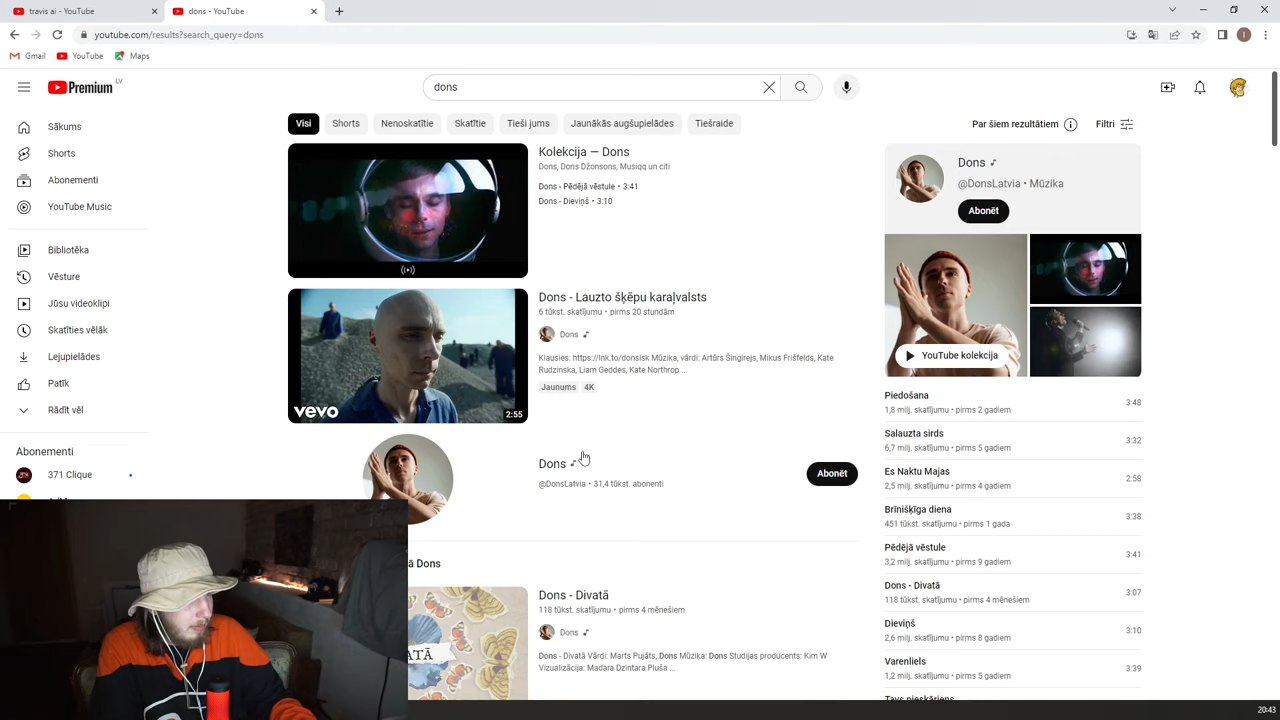 travis ai - YouTube
dons - YouTube
youtube.com/results?search_query=dons
Gmail
YouTube
Maps
Premium
LV
dons
Sākums
Shorts
Abonementi
YouTube Music
Bibliotēka
Vēsture
Jūsu videoklipi
Skatīties vēlāk
Lejupielādes
Patīk
Rādīt vēl
Abonementi
371 Clique
Visi
Shorts
Nenoskatītie
Skatītie
Tieši jums
Jaunākās augšupielādes
Tiešraide
Par šiem rezultātiem
Filtri
Kolekcija — Dons
Dons, Dons Džonsons, Musiqq un citi
Dons - Pēdējā vēstule • 3:41
Dons - Dieviņš • 3:10
Dons - Lauzto šķēpu karaļvalsts
6 tūkst. skatījumu • pirms 20 stundām
Dons
Klausies: https://lnk.to/donslsk Mūzika, vārdi: Artūrs Šingirejs, Mikus Frišfelds, Kate
Rudzinska, Liam Geddes, Kate Northrop ...
Jaunums
4K
vevo
2:55
Dons
@DonsLatvia • 31,4 tūkst. abonenti
Abonēt
Dons
Dons - Divatā
118 tūkst. skatījumu • pirms 4 mēnešiem
Dons
Dons - Divatā Vārdi: Marts Pujāts, Dons Mūzika: Dons Studijas producents: Kim W
Vizualizācija: Madara Dzintara Pluša ...
Dons
@DonsLatvia • Mūzika
Abonēt
YouTube kolekcija
Piedošana
1,8 milj. skatījumu • pirms 2 gadiem
3:48
Salauzta sirds
6,7 milj. skatījumu • pirms 5 gadiem
3:32
Es Naktu Majas
2,5 milj. skatījumu • pirms 4 gadiem
2:58
Brīnišķīga diena
451 tūkst. skatījumu • pirms 1 gada
3:38
Pēdējā vēstule
3,2 milj. skatījumu • pirms 9 gadiem
3:41
Dons - Divatā
118 tūkst. skatījumu • pirms 4 mēnešiem
3:07
Dieviņš
2,6 milj. skatījumu • pirms 8 gadiem
3:10
Varenliels
1,2 milj. skatījumu • pirms 5 gadiem
3:39
20:43